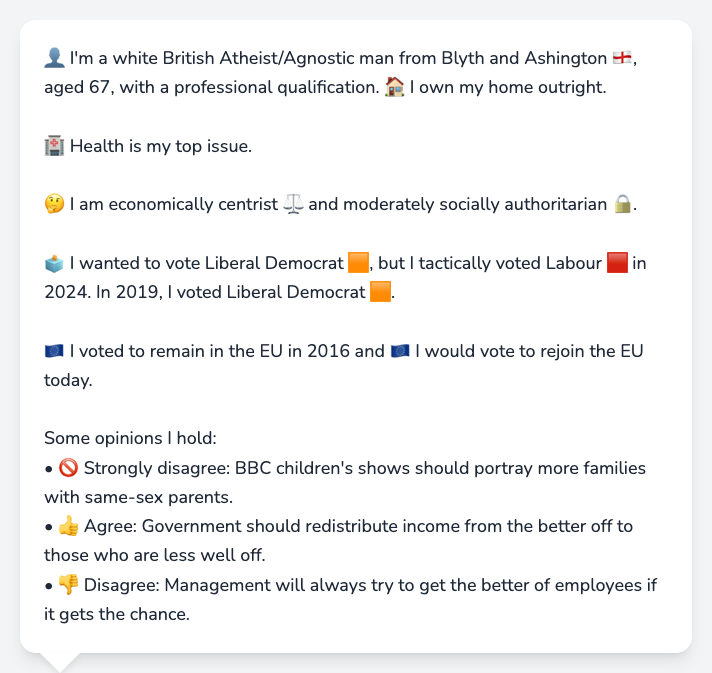 👤 I'm a white British Atheist/Agnostic man from Blyth and Ashington 🏴󠁧󠁢󠁥󠁮󠁧󠁿,
aged 67, with a professional qualification. 🏠 I own my home outright.
🏥 Health is my top issue.
🤔 I am economically centrist ⚖️ and moderately socially authoritarian 🔒.
🗳️ I wanted to vote Liberal Democrat 🟧, but I tactically voted Labour 🟥 in
2024. In 2019, I voted Liberal Democrat 🟧.
🇪🇺 I voted to remain in the EU in 2016 and 🇪🇺 I would vote to rejoin the EU
today.
Some opinions I hold:
• 🚫 Strongly disagree: BBC children's shows should portray more families
with same-sex parents.
• 👍 Agree: Government should redistribute income from the better off to
those who are less well off.
• 👎 Disagree: Management will always try to get the better of employees if
it gets the chance.